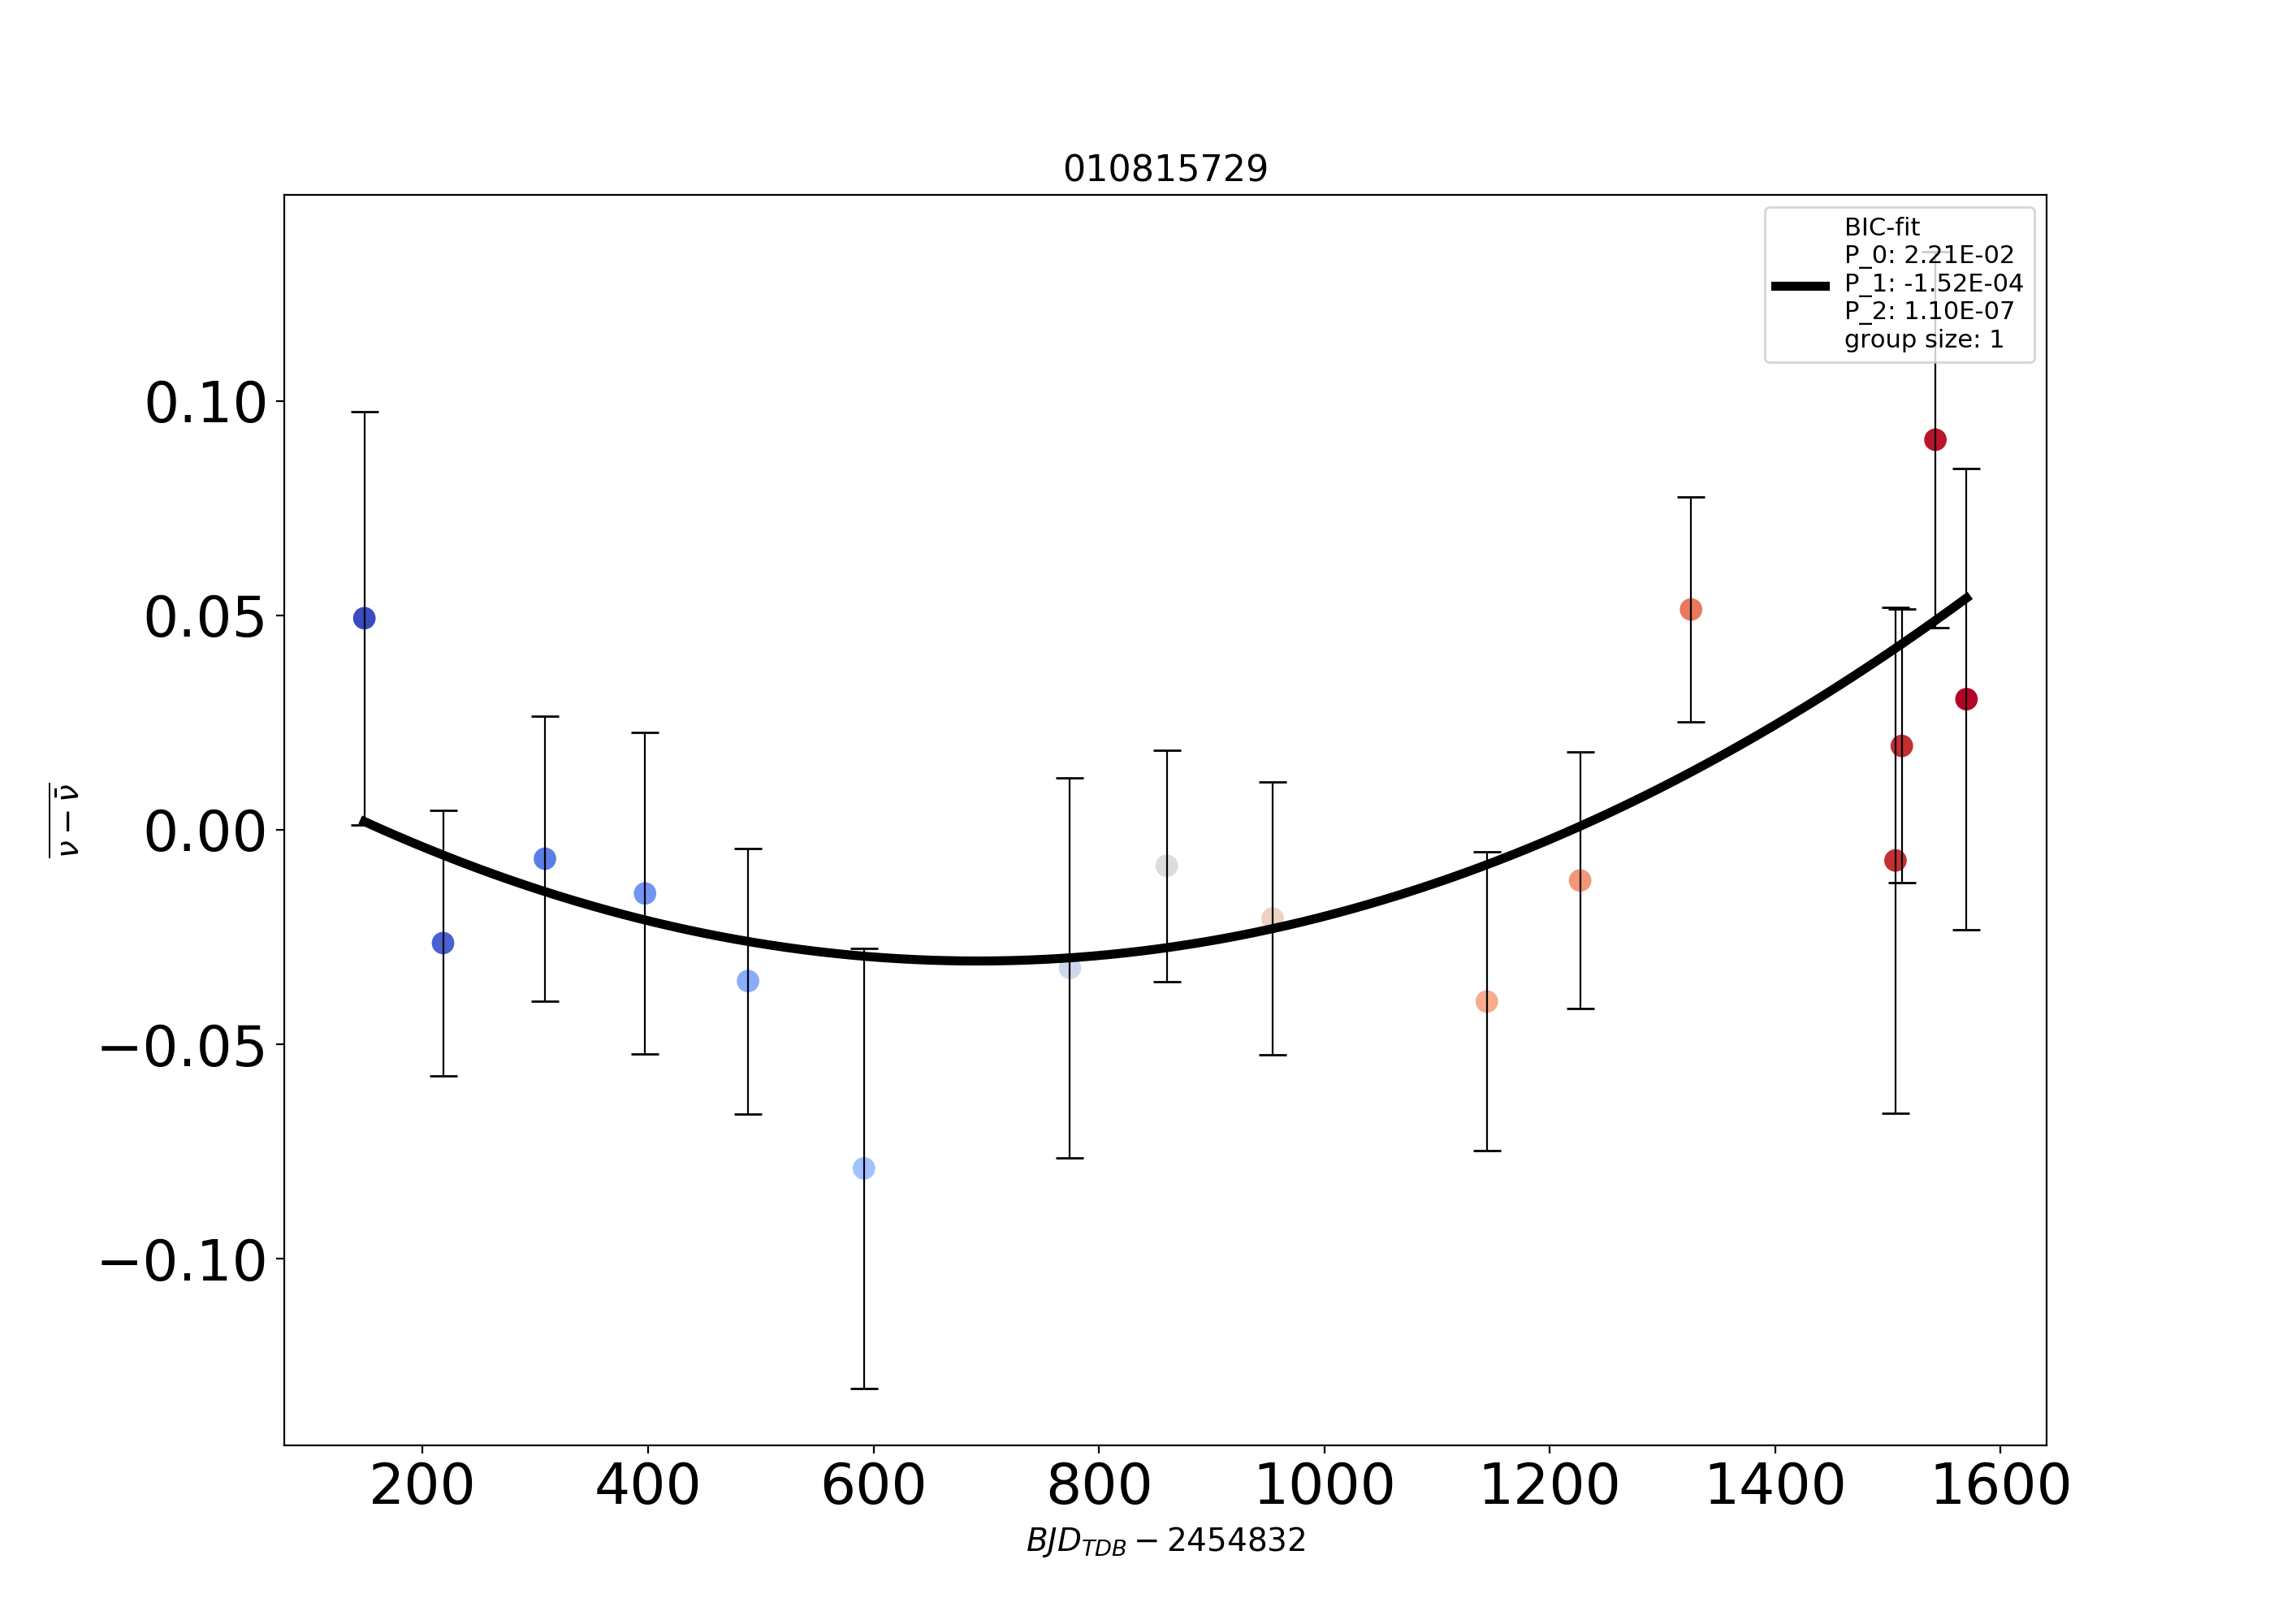 010815729
BIC-fit
P_0: 2.21E-02
P_1: -1.52E-04
P_2: 1.10E-07
group size: 1
0.10
0.05
0.00
−0.05
−0.10
ν − ν̄
200 400 600 800 1000 1200 1400 1600
BJD_TDB − 2454832